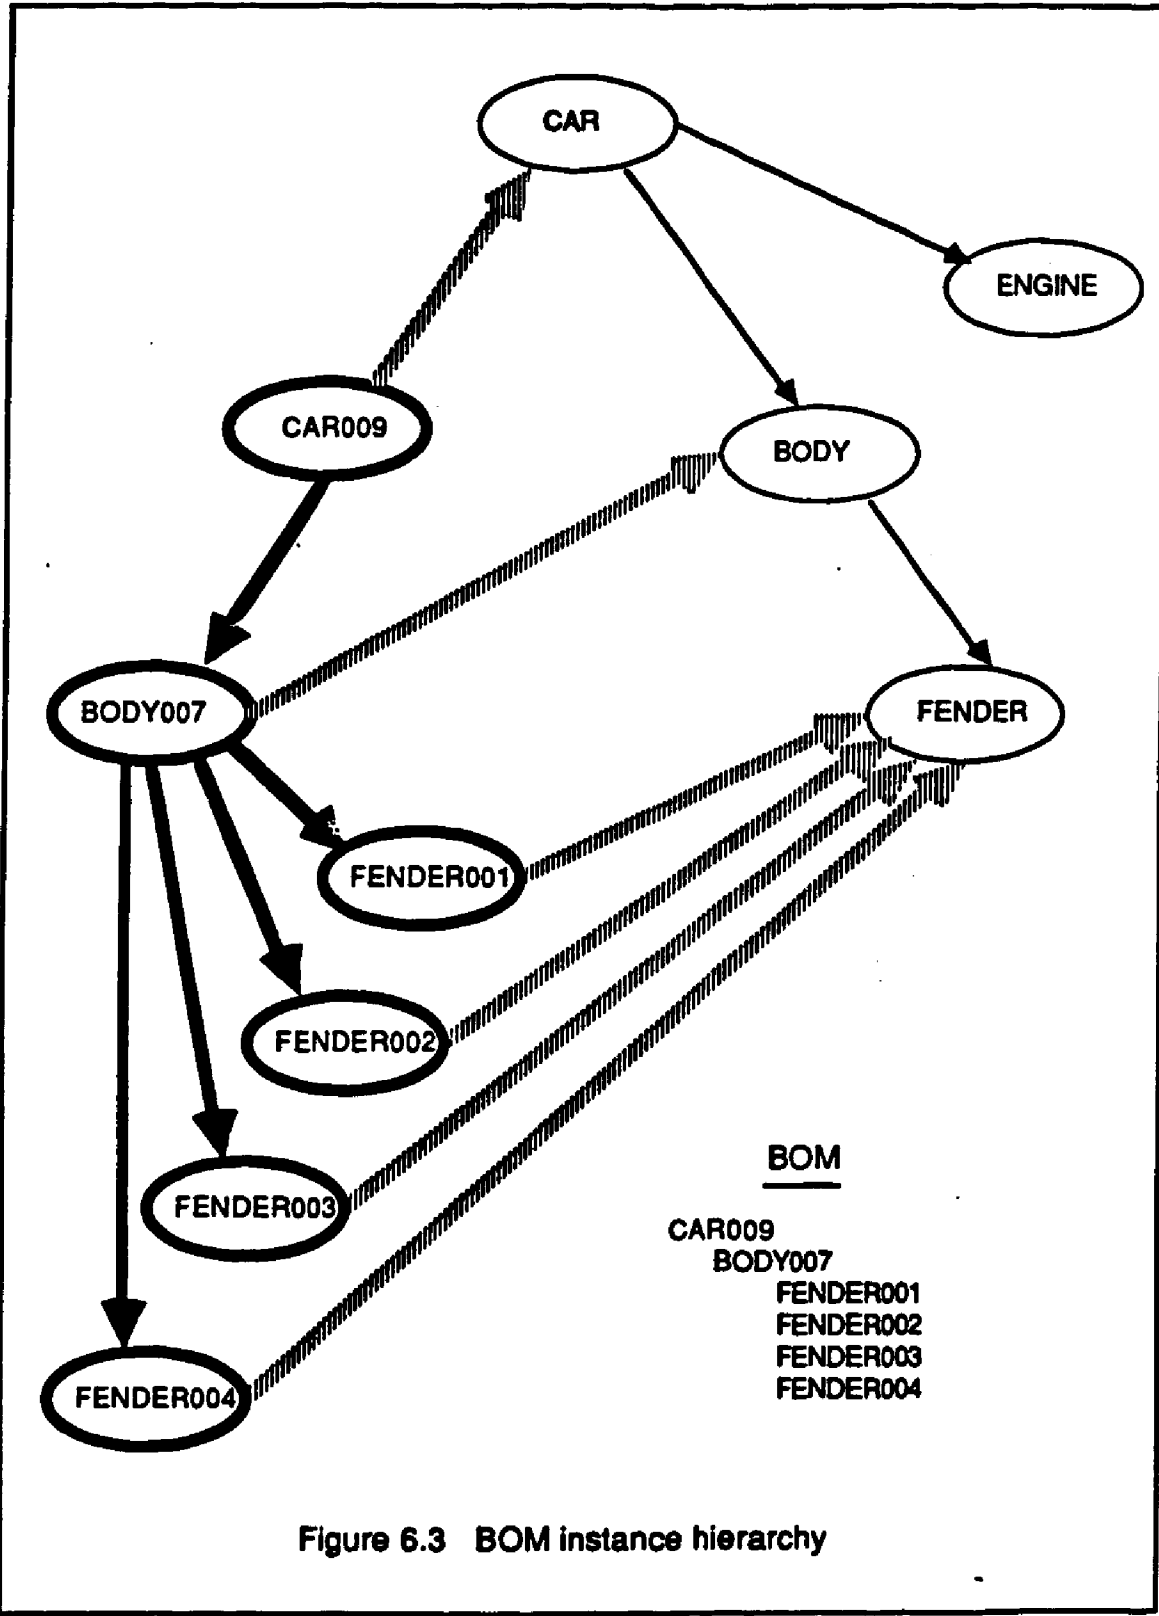 CAR
ENGINE
CAR009
BODY
BODY007
FENDER
FENDER001
FENDER002
FENDER003
FENDER004
BOM
CAR009
BODY007
FENDER001
FENDER002
FENDER003
FENDER004
Figure 6.3 BOM instance hierarchy